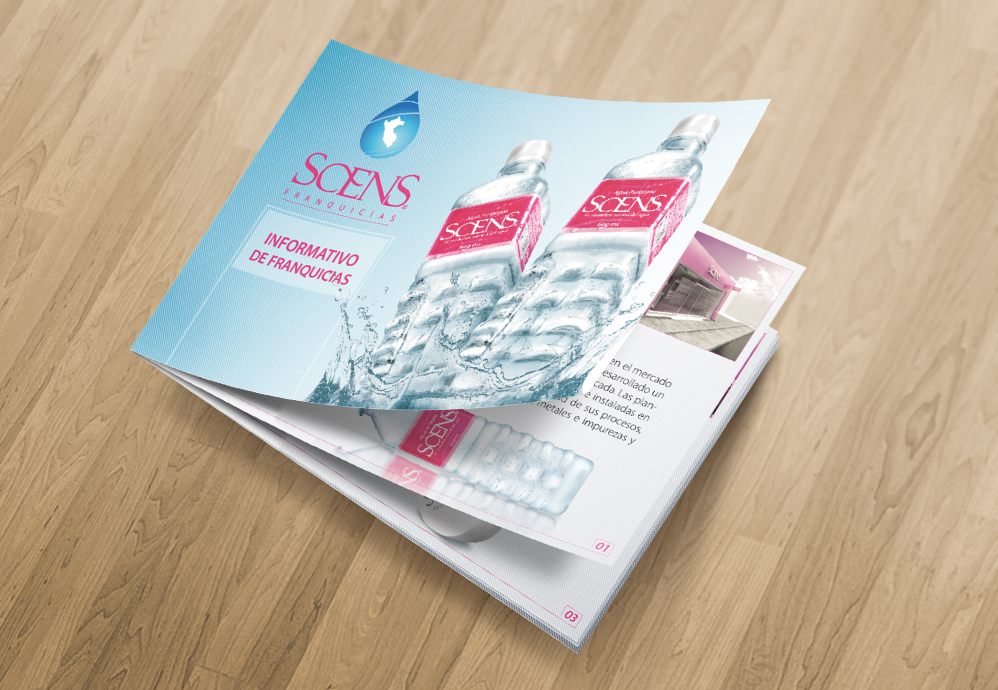 SCENS
FRANQUICIAS
INFORMATIVO
DE FRANQUICIAS
SCENS
SCENS
en el mercado
esarrollado un
cada. Las plan-
e instaladas en
de sus procesos,
metales e impurezas y
SCENS
01
03